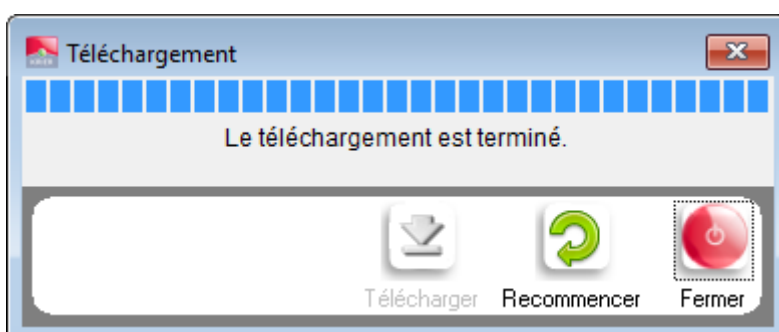 Téléchargement
Le téléchargement est terminé.
Télécharger Recommencer Fermer